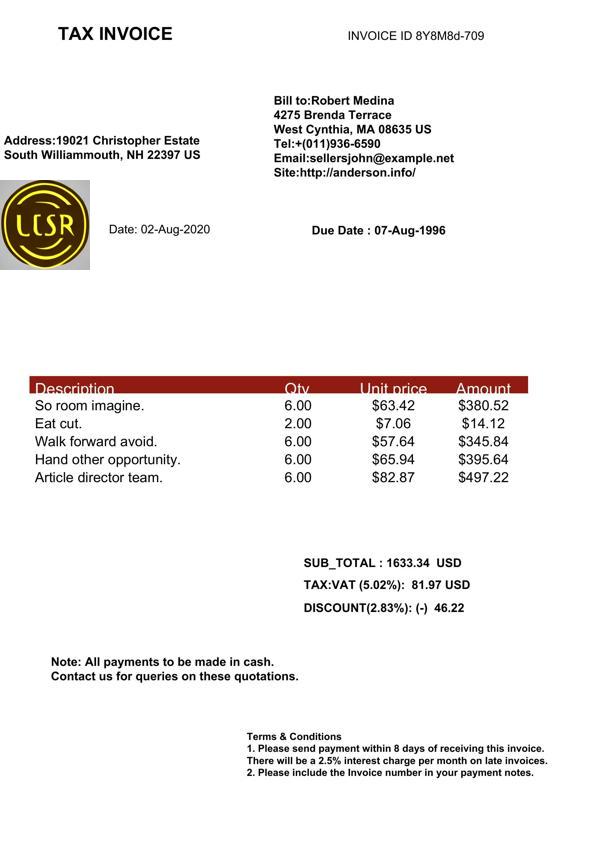 TAX INVOICE
INVOICE ID 8Y8M8d-709
Bill to:Robert Medina
4275 Brenda Terrace
West Cynthia, MA 08635 US
Tel:+(011)936-6590
Email:sellersjohn@example.net
Site:http://anderson.info/
Address:19021 Christopher Estate
South Williammouth, NH 22397 US
Date: 02-Aug-2020
Due Date : 07-Aug-1996
Description Qty Unit price Amount
So room imagine. 6.00 $63.42 $380.52
Eat cut. 2.00 $7.06 $14.12
Walk forward avoid. 6.00 $57.64 $345.84
Hand other opportunity. 6.00 $65.94 $395.64
Article director team. 6.00 $82.87 $497.22
SUB_TOTAL : 1633.34 USD
TAX:VAT (5.02%): 81.97 USD
DISCOUNT(2.83%): (-) 46.22
Note: All payments to be made in cash.
Contact us for queries on these quotations.
Terms & Conditions
1. Please send payment within 8 days of receiving this invoice.
There will be a 2.5% interest charge per month on late invoices.
2. Please include the Invoice number in your payment notes.